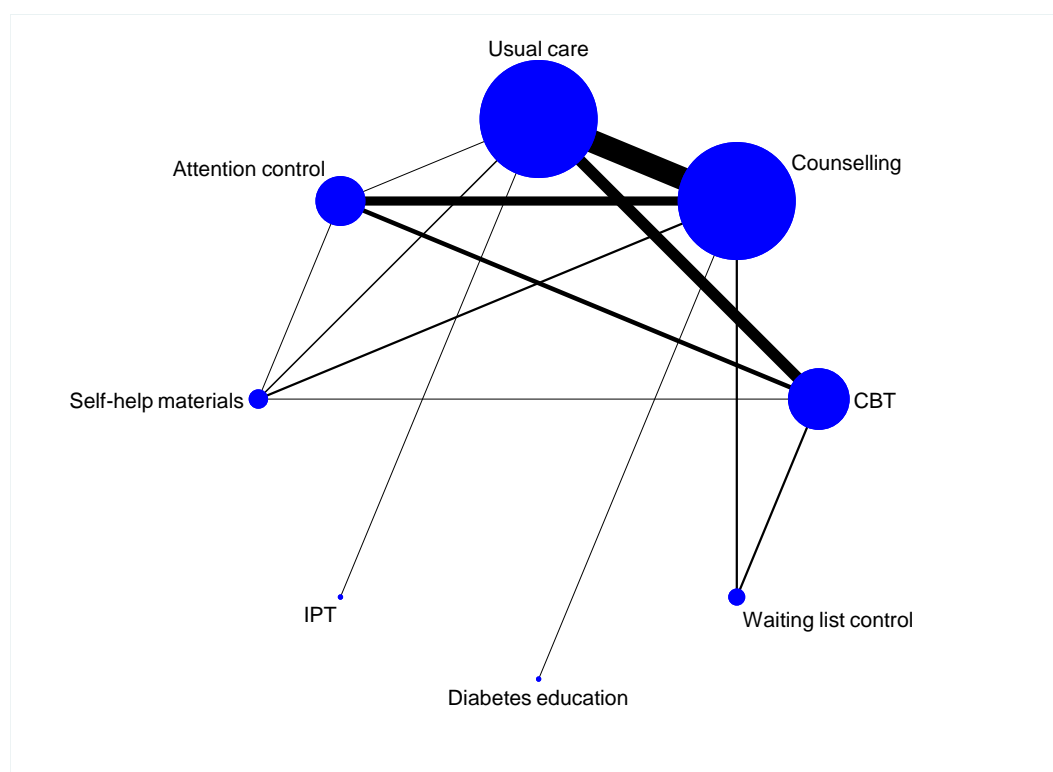 Usual care
Counselling
Attention control
Self-help materials
CBT
IPT
Waiting list control
Diabetes education